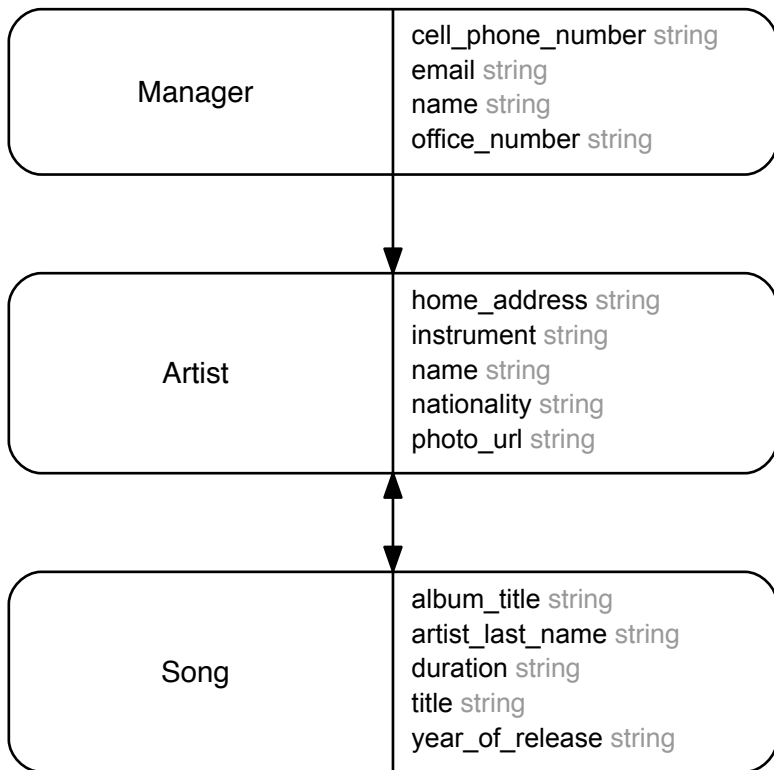 Manager
cell_phone_number string
email string
name string
office_number string
Artist
home_address string
instrument string
name string
nationality string
photo_url string
Song
album_title string
artist_last_name string
duration string
title string
year_of_release string